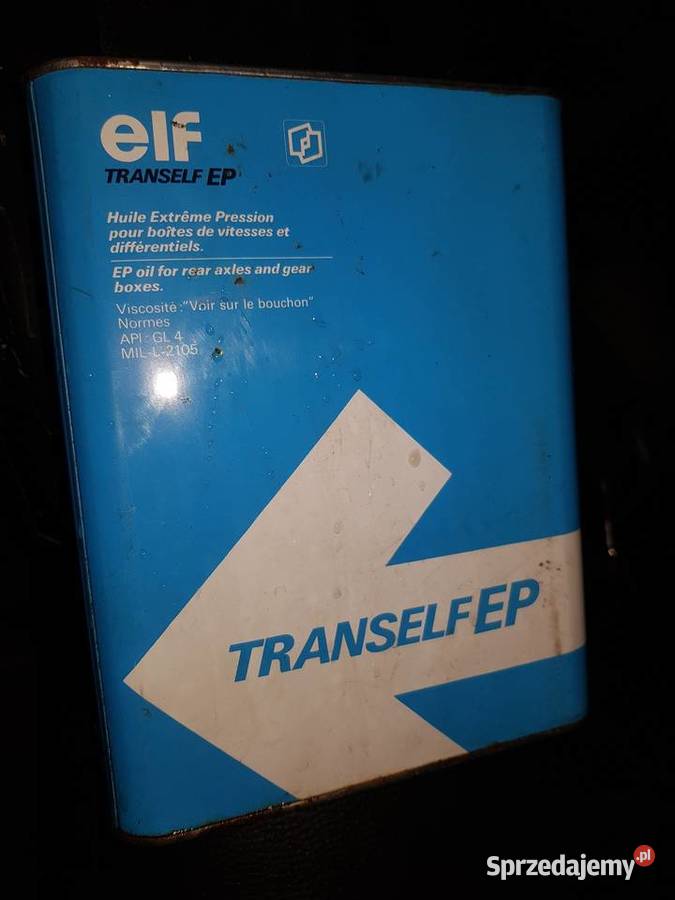 elf
TRANSELF EP
Huile Extrême Pression
pour boîtes de vitesses et
différentiels.
EP oil for rear axles and gear
boxes.
Viscosité : "Voir sur le bouchon"
Normes
API : GL 4
MIL-L-2105
TRANSELF EP
Sprzedajemy.pl